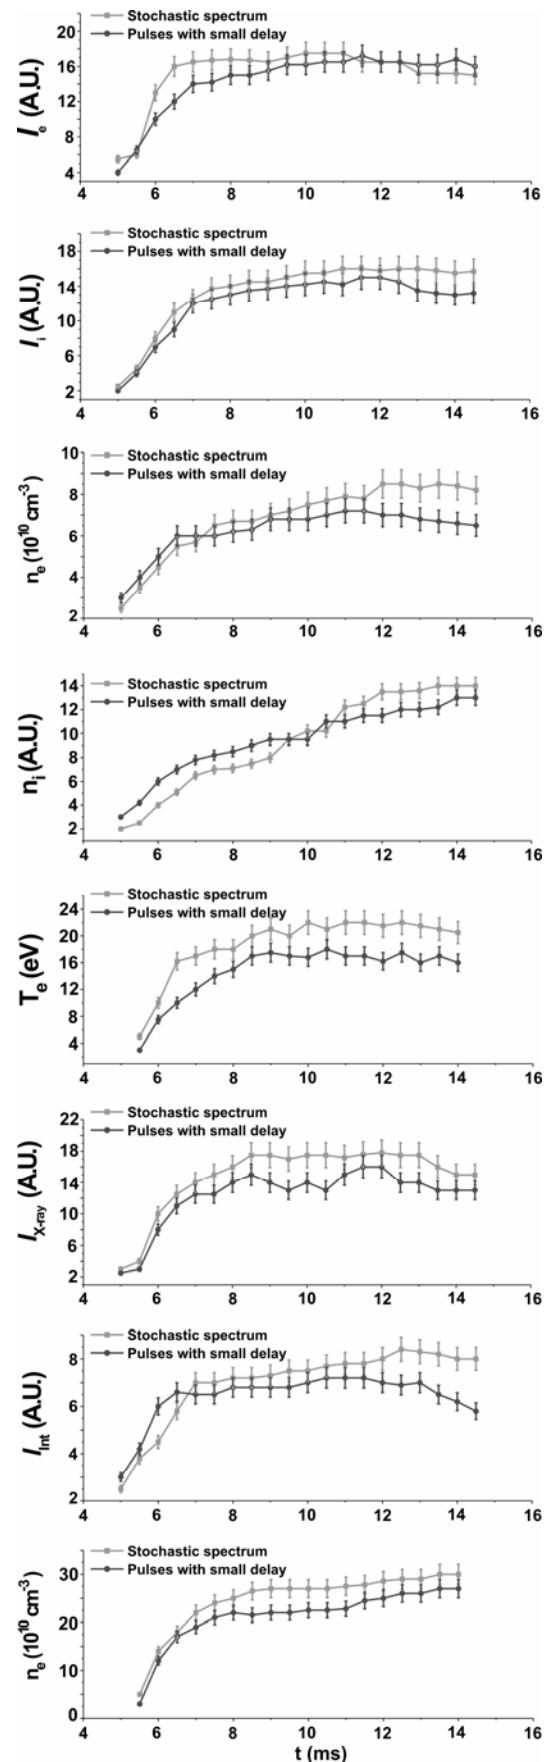 Stochastic spectrum
Pulses with small delay
I_e (A.U.)
20
16
12
8
4
4 6 8 10 12 14 16
Stochastic spectrum
Pulses with small delay
I_i (A.U.)
18
14
10
6
2
4 6 8 10 12 14 16
Stochastic spectrum
Pulses with small delay
n_e (10^10 cm^-3)
10
8
6
4
2
4 6 8 10 12 14 16
Stochastic spectrum
Pulses with small delay
n_i (A.U.)
14
12
10
8
6
4
2
4 6 8 10 12 14 16
Stochastic spectrum
Pulses with small delay
T_e (eV)
24
20
16
12
8
4
4 6 8 10 12 14 16
Stochastic spectrum
Pulses with small delay
I_X-ray (A.U.)
22
18
14
10
6
2
4 6 8 10 12 14 16
Stochastic spectrum
Pulses with small delay
I_Int (A.U.)
8
6
4
2
4 6 8 10 12 14 16
Stochastic spectrum
Pulses with small delay
n_e (10^10 cm^-3)
30
20
10
0
4 6 8 10 12 14 16
t (ms)